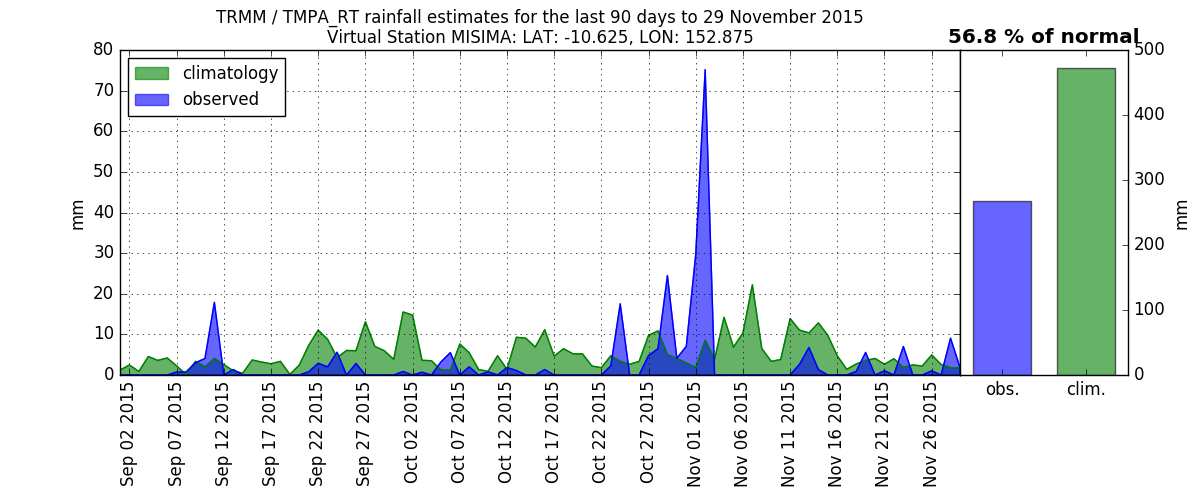 TRMM / TMPA_RT rainfall estimates for the last 90 days to 29 November 2015
Virtual Station MISIMA: LAT: -10.625, LON: 152.875
56.8 % of normal
climatology
observed
80
70
60
50
40
30
20
10
0
mm
500
400
300
200
100
0
mm
obs.
clim.
Sep 02 2015
Sep 07 2015
Sep 12 2015
Sep 17 2015
Sep 22 2015
Sep 27 2015
Oct 02 2015
Oct 07 2015
Oct 12 2015
Oct 17 2015
Oct 22 2015
Oct 27 2015
Nov 01 2015
Nov 06 2015
Nov 11 2015
Nov 16 2015
Nov 21 2015
Nov 26 2015